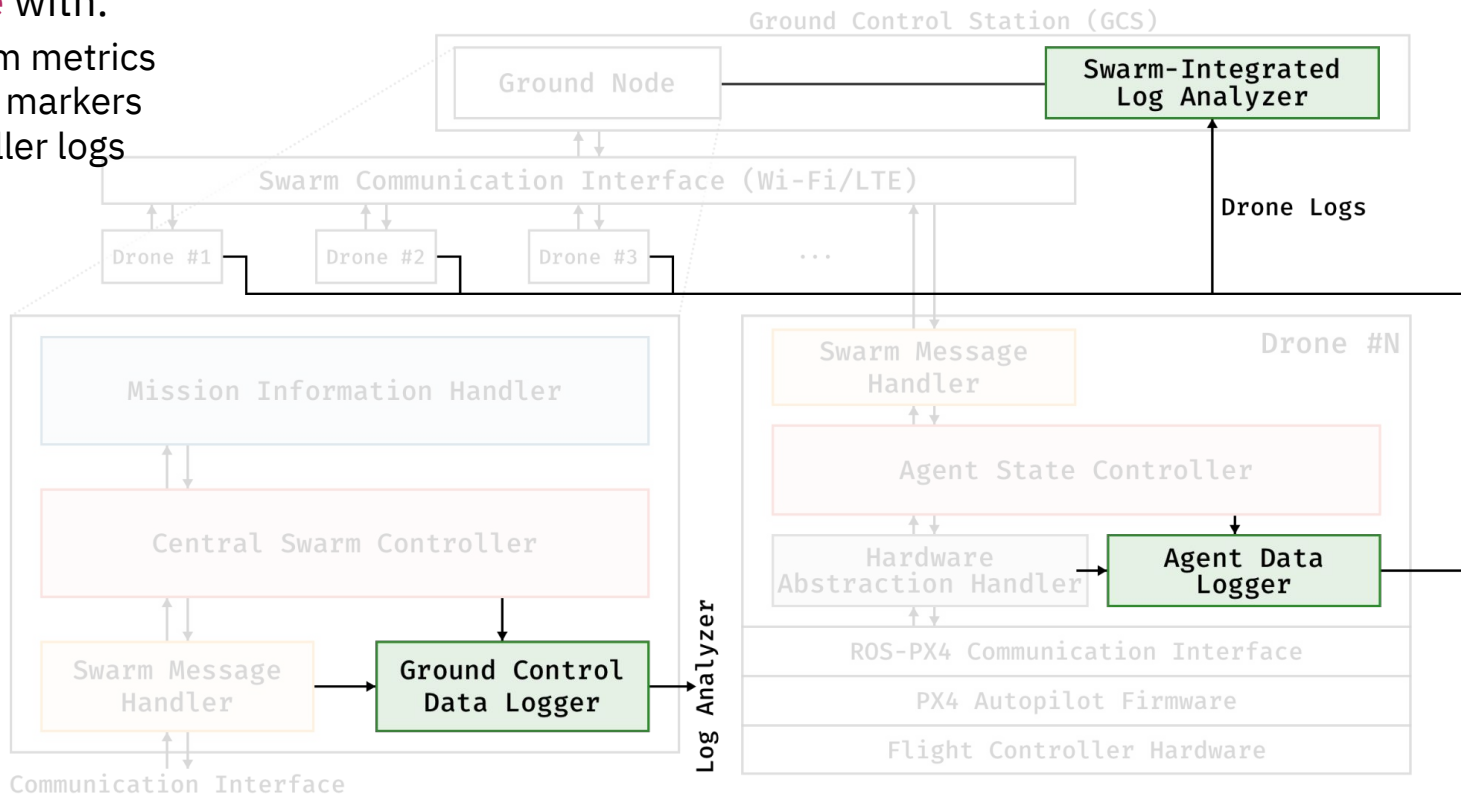 with:
m metrics
markers
ller logs
Ground Control Station (GCS)
Ground Node
Swarm-Integrated
Log Analyzer
Swarm Communication Interface (Wi-Fi/LTE)
Drone Logs
Drone #1
Drone #2
Drone #3
...
Mission Information Handler
Central Swarm Controller
Swarm Message
Handler
Ground Control
Data Logger
Log Analyzer
Communication Interface
Drone #N
Swarm Message
Handler
Agent State Controller
Hardware
Abstraction Handler
Agent Data
Logger
ROS-PX4 Communication Interface
PX4 Autopilot Firmware
Flight Controller Hardware